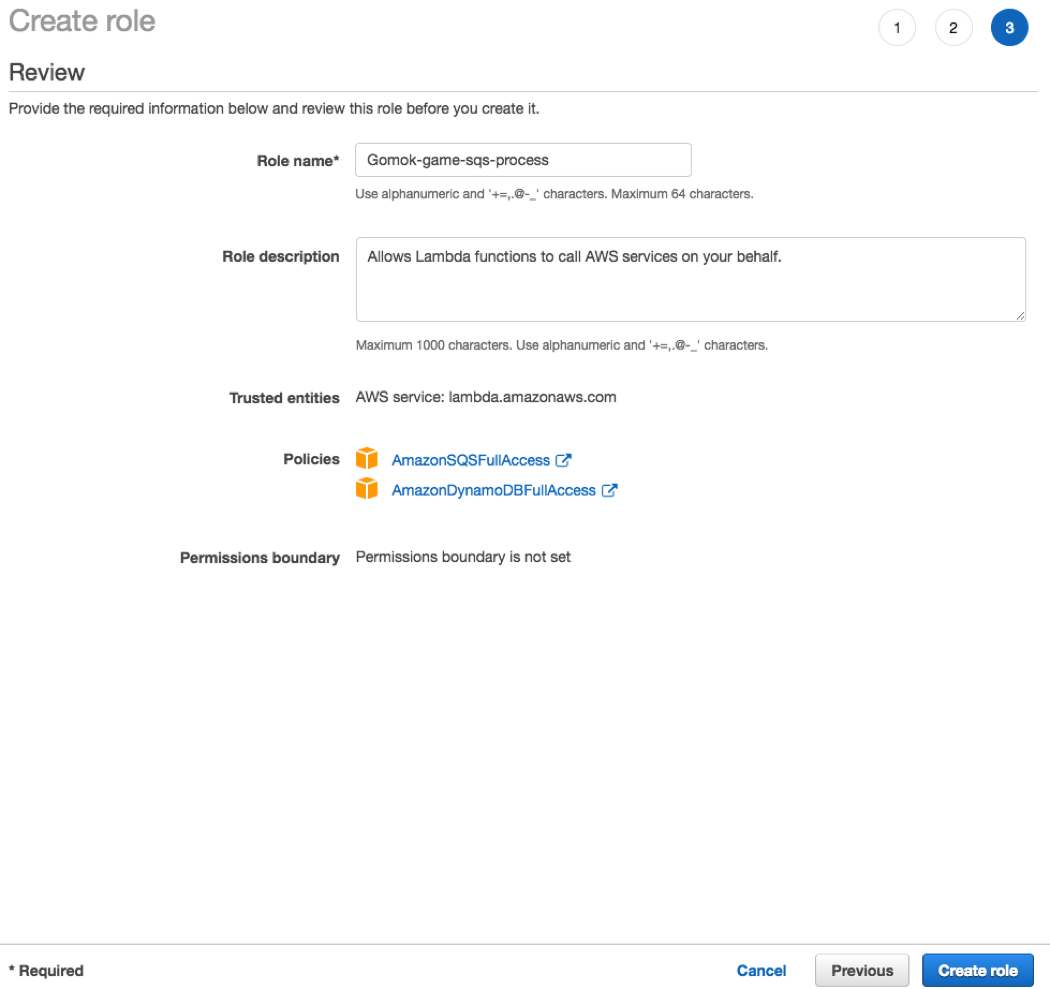 Create role
1 2 3
Review
Provide the required information below and review this role before you create it.
Role name* Gomok-game-sqs-process
Use alphanumeric and '+=,.@-_' characters. Maximum 64 characters.
Role description Allows Lambda functions to call AWS services on your behalf.
Maximum 1000 characters. Use alphanumeric and '+=,.@-_' characters.
Trusted entities AWS service: lambda.amazonaws.com
Policies AmazonSQSFullAccess
AmazonDynamoDBFullAccess
Permissions boundary Permissions boundary is not set
* Required Cancel Previous Create role